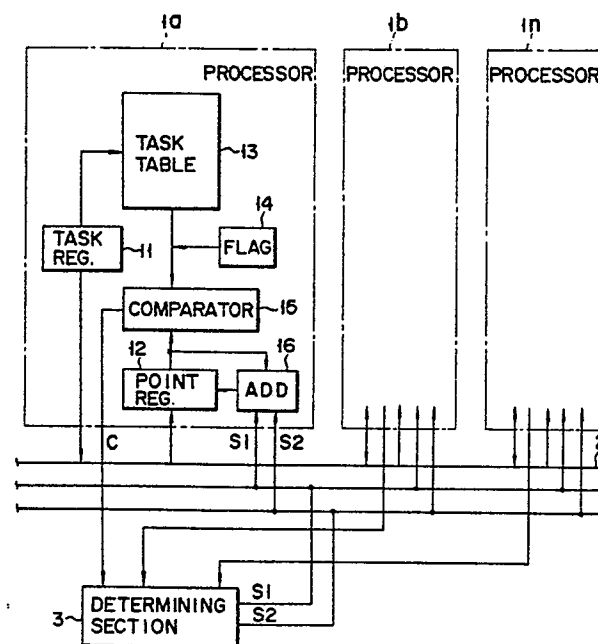 1a
1b
1n
PROCESSOR
PROCESSOR
PROCESSOR
TASK
TABLE
13
14
TASK
REG.
11
FLAG
COMPARATOR
15
12
16
POINT
REG.
ADD
C
S1
S2
3
DETERMINING
SECTION
S1
S2